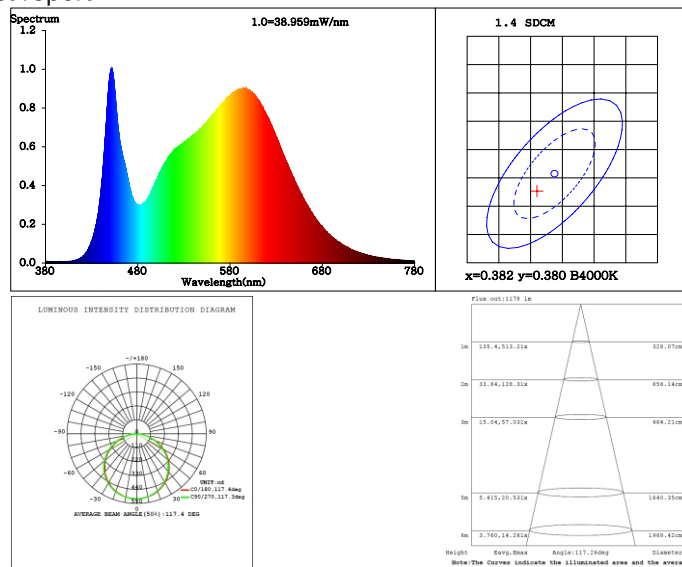 Spectrum
1.0=38.959mW/nm
1.2
1.0
0.8
0.6
0.4
0.2
0.0
380 480 580 680 780
Wavelength(nm)
1.4 SDCM
x=0.382 y=0.380 B4000K
LUMINOUS INTENSITY DISTRIBUTION DIAGRAM
-/+180
-150 150
-120 120
-90 90
-60 60
-30 30
0
UNIT:cd
C0/180,117.4deg
C90/270,117.3deg
AVERAGE BEAM ANGLE(50%):117.4 DEG
Flux out:1178 lm
1m 135.4,513.2lx 328.07cm
2m 33.84,128.3lx 656.14cm
3m 15.04,57.03lx 984.21cm
5m 5.415,20.53lx 1640.35cm
6m 3.760,14.26lx 1968.42cm
Height Eavg,Emax Angle:117.26deg Diameter
Note:The Curves indicate the illuminated area and the avera